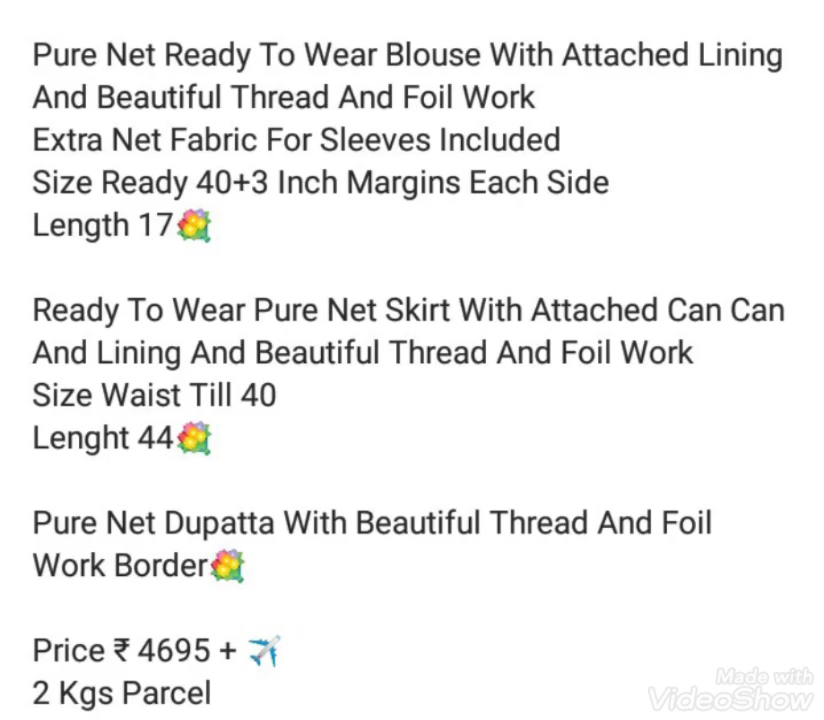 Pure Net Ready To Wear Blouse With Attached Lining
And Beautiful Thread And Foil Work
Extra Net Fabric For Sleeves Included
Size Ready 40+3 Inch Margins Each Side
Length 17💐
Ready To Wear Pure Net Skirt With Attached Can Can
And Lining And Beautiful Thread And Foil Work
Size Waist Till 40
Lenght 44💐
Pure Net Dupatta With Beautiful Thread And Foil
Work Border💐
Price ₹ 4695 + ✈️
2 Kgs Parcel
Made with
VideoShow